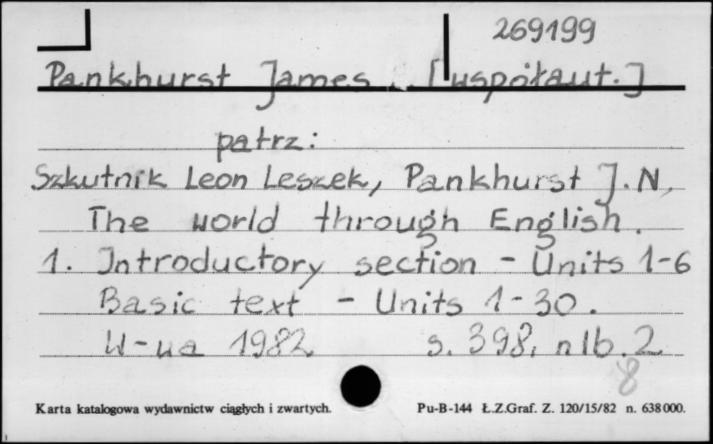 269199
Pankhurst James [współaut.]
patrz:
Szkutnik Leon Leszek, Pankhurst J.N.
The world through English.
1. Introductory section - Units 1-6
Basic text - Units 1-30.
W-wa 1982 s. 398, nlb. 2
8
Karta katalogowa wydawnictw ciągłych i zwartych. Pu-B-144 Ł.Z.Graf. Z. 120/15/82 n. 638000.